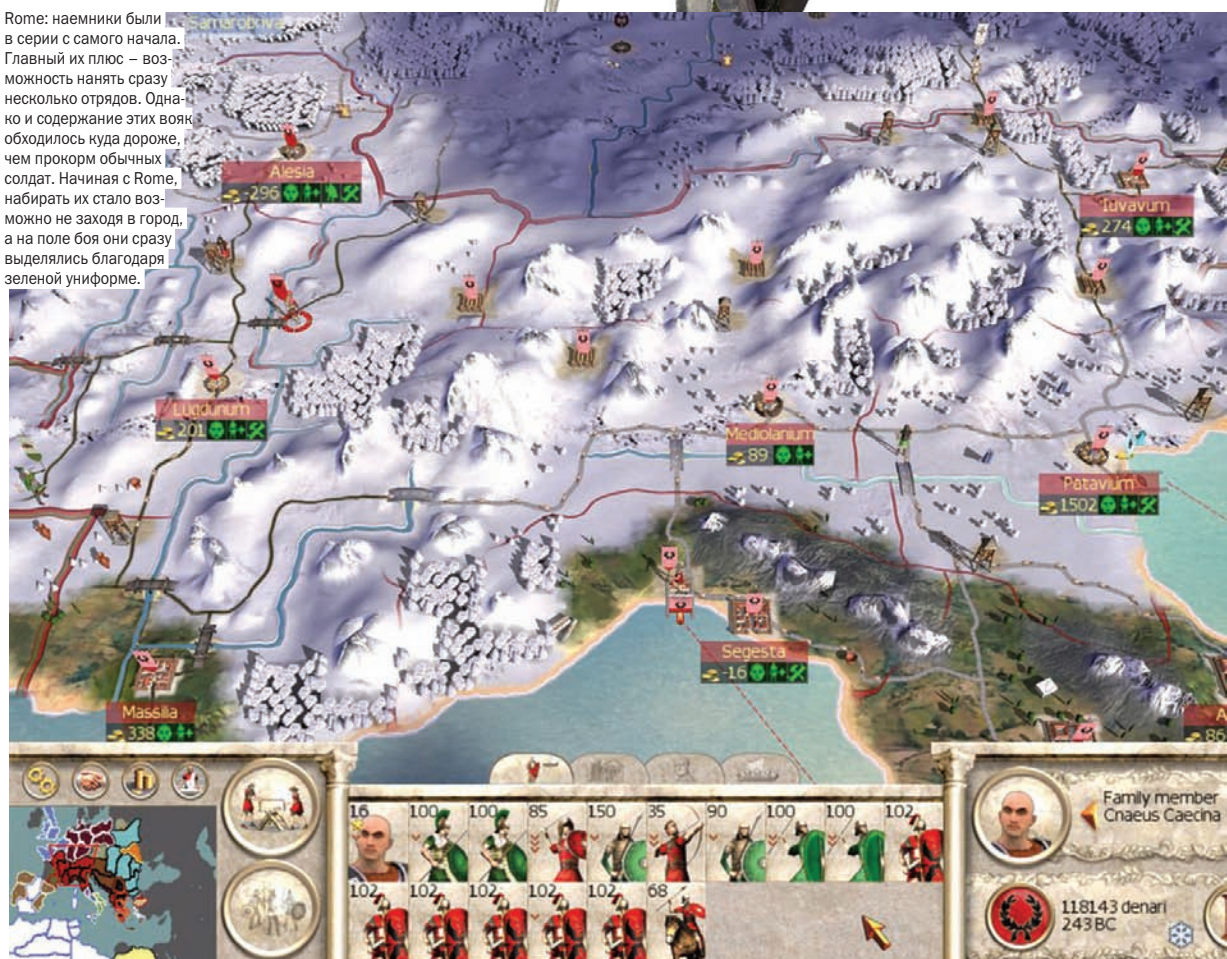 Rome: наемники были
в серии с самого начала.
Главный их плюс – воз-
можность нанять сразу
несколько отрядов. Одна-
ко и содержание этих вояк
обходилось куда дороже,
чем прокорм обычных
солдат. Начиная с Rome,
набирать их стало воз-
можно не заходя в город,
а на поле боя они сразу
выделялись благодаря
зеленой униформе.
Samarobriva
Alesia
-296
Iuvavum
274
Lugdunum
201
Mediolanium
89
Patavium
1502
Segesta
-16
Massilia
338
A
86
16 100 100 85 150 35 90 100 100 102
102 102 102 102 102 68
Family member
Cnaeus Caecina
118143 denari
243 BC